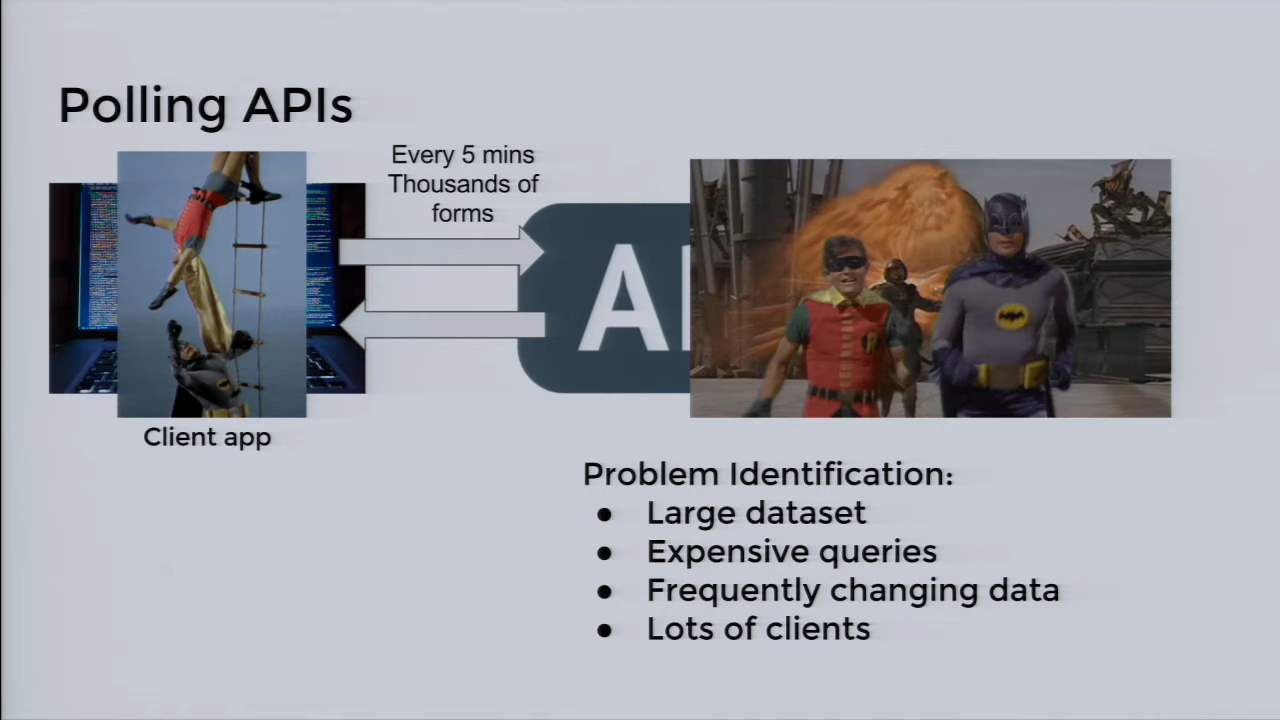 Polling APIs
Every 5 mins
Thousands of
forms
A
R
Client app
Problem Identification:
● Large dataset
● Expensive queries
● Frequently changing data
● Lots of clients